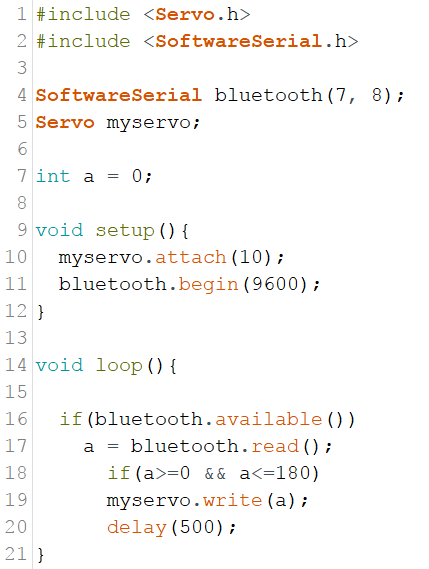 1 #include <Servo.h>
2 #include <SoftwareSerial.h>
3
4 SoftwareSerial bluetooth(7, 8);
5 Servo myservo;
6
7 int a = 0;
8
9 void setup(){
10   myservo.attach(10);
11   bluetooth.begin(9600);
12 }
13
14 void loop(){
15
16   if(bluetooth.available())
17     a = bluetooth.read();
18       if(a>=0 && a<=180)
19       myservo.write(a);
20       delay(500);
21 }